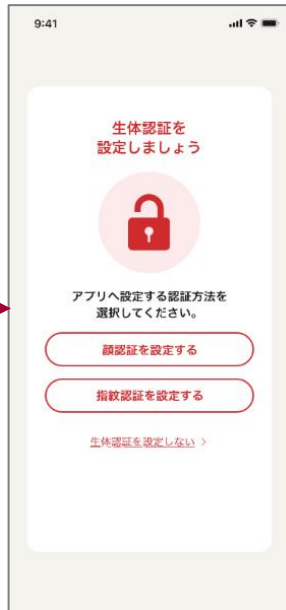 9:41
生体認証を
設定しましょう
アプリへ設定する認証方法を
選択してください。
顔認証を設定する
指紋認証を設定する
生体認証を設定しない >